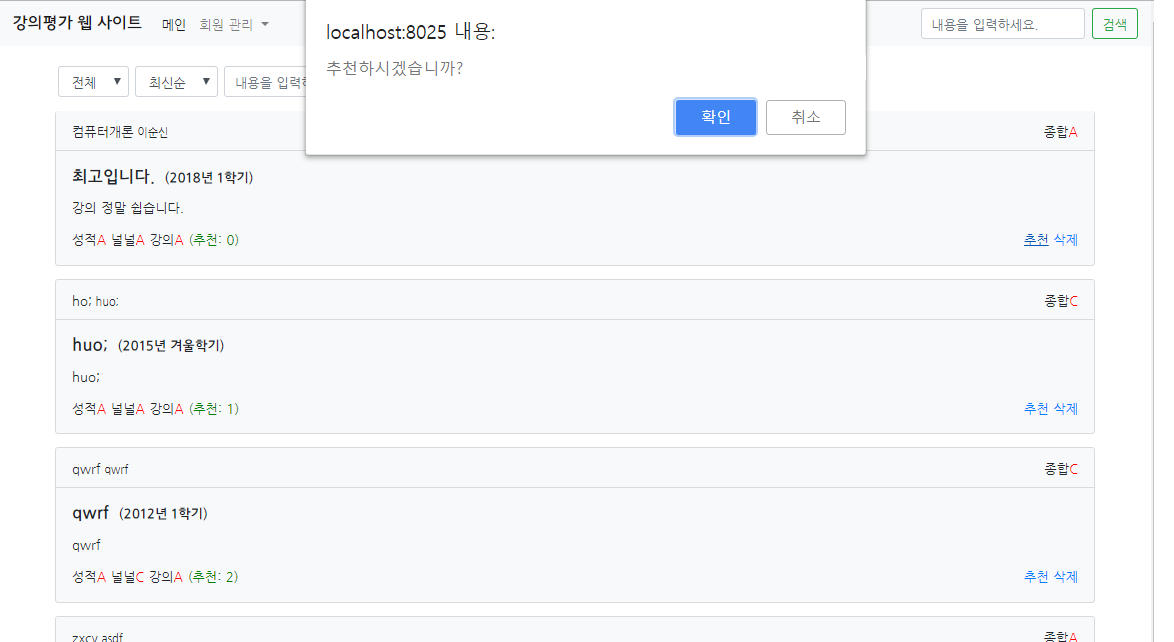 강의평가 웹 사이트 메인 회원 관리 내용을 입력하세요. 검색
localhost:8025 내용:
추천하시겠습니까?
확인 취소
전체 최신순 내용을 입력
컴퓨터개론 이순신 종합A
최고입니다. (2018년 1학기)
강의 정말 쉽습니다.
성적A 널널A 강의A (추천: 0) 추천 삭제
ho; huo; 종합C
huo; (2015년 겨울학기)
huo;
성적A 널널A 강의A (추천: 1) 추천 삭제
qwrf qwrf 종합C
qwrf (2012년 1학기)
qwrf
성적A 널널C 강의A (추천: 2) 추천 삭제
zxcv asdf 종합A